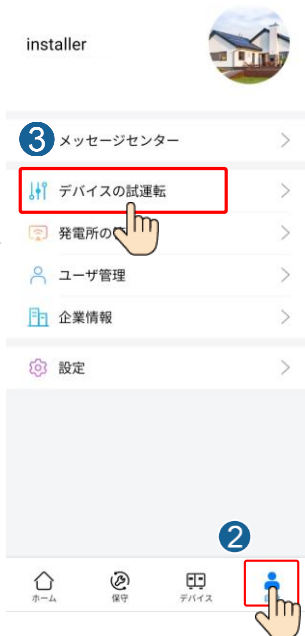 installer
3
メッセージセンター
デバイスの試運転
発電所の
ユーザ管理
企業情報
設定
2
ホーム
保守
デバイス